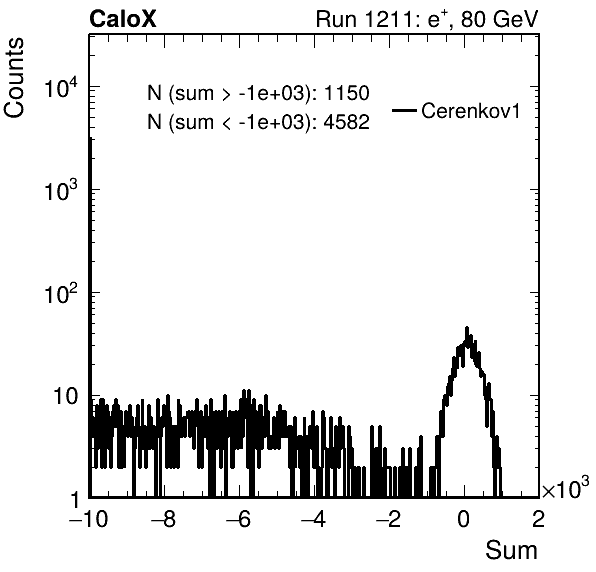 CaloX Run 1211: e⁺, 80 GeV
Counts
N (sum > -1e+03): 1150
N (sum < -1e+03): 4582
Cerenkov1
10⁴
10³
10²
10
1
−10 −8 −6 −4 −2 0 2
×10³
Sum